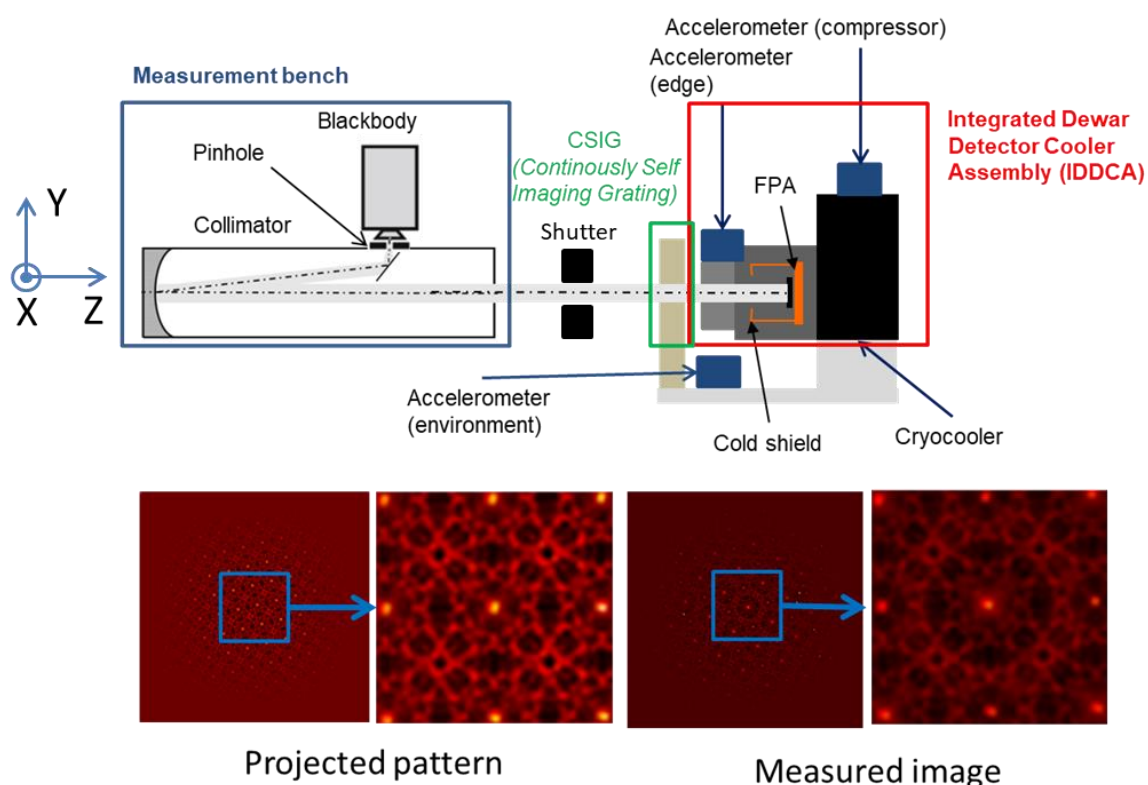 Accelerometer (compressor)
Accelerometer
(edge)
Measurement bench
Blackbody
Pinhole
Collimator
CSIG
(Continously Self
Imaging Grating)
Integrated Dewar
Detector Cooler
Assembly (IDDCA)
FPA
Shutter
Y
X
Z
Accelerometer
(environment)
Cold shield
Cryocooler
Projected pattern
Measured image